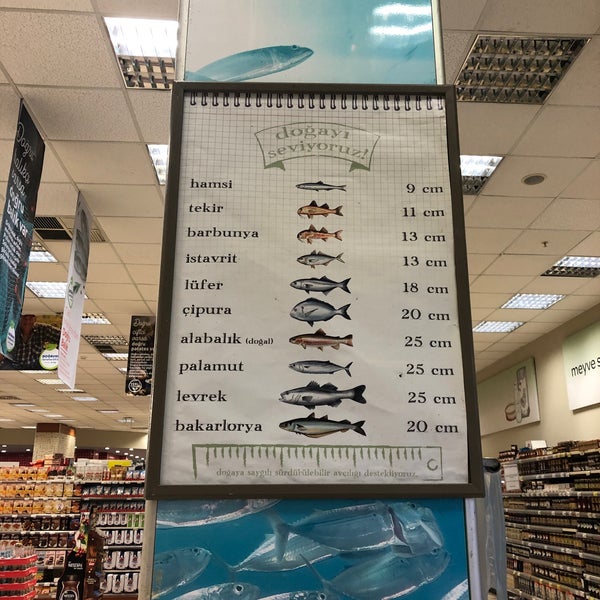 doğayı
seviyoruz!
hamsi 9 cm
tekir 11 cm
barbunya 13 cm
istavrit 13 cm
lüfer 18 cm
çipura 20 cm
alabalık (doğal) 25 cm
palamut 25 cm
levrek 25 cm
bakarlorya 20 cm
doğaya saygılı sürdübülebilir avcılığı destekliyoruz.
meyve s
Doğru